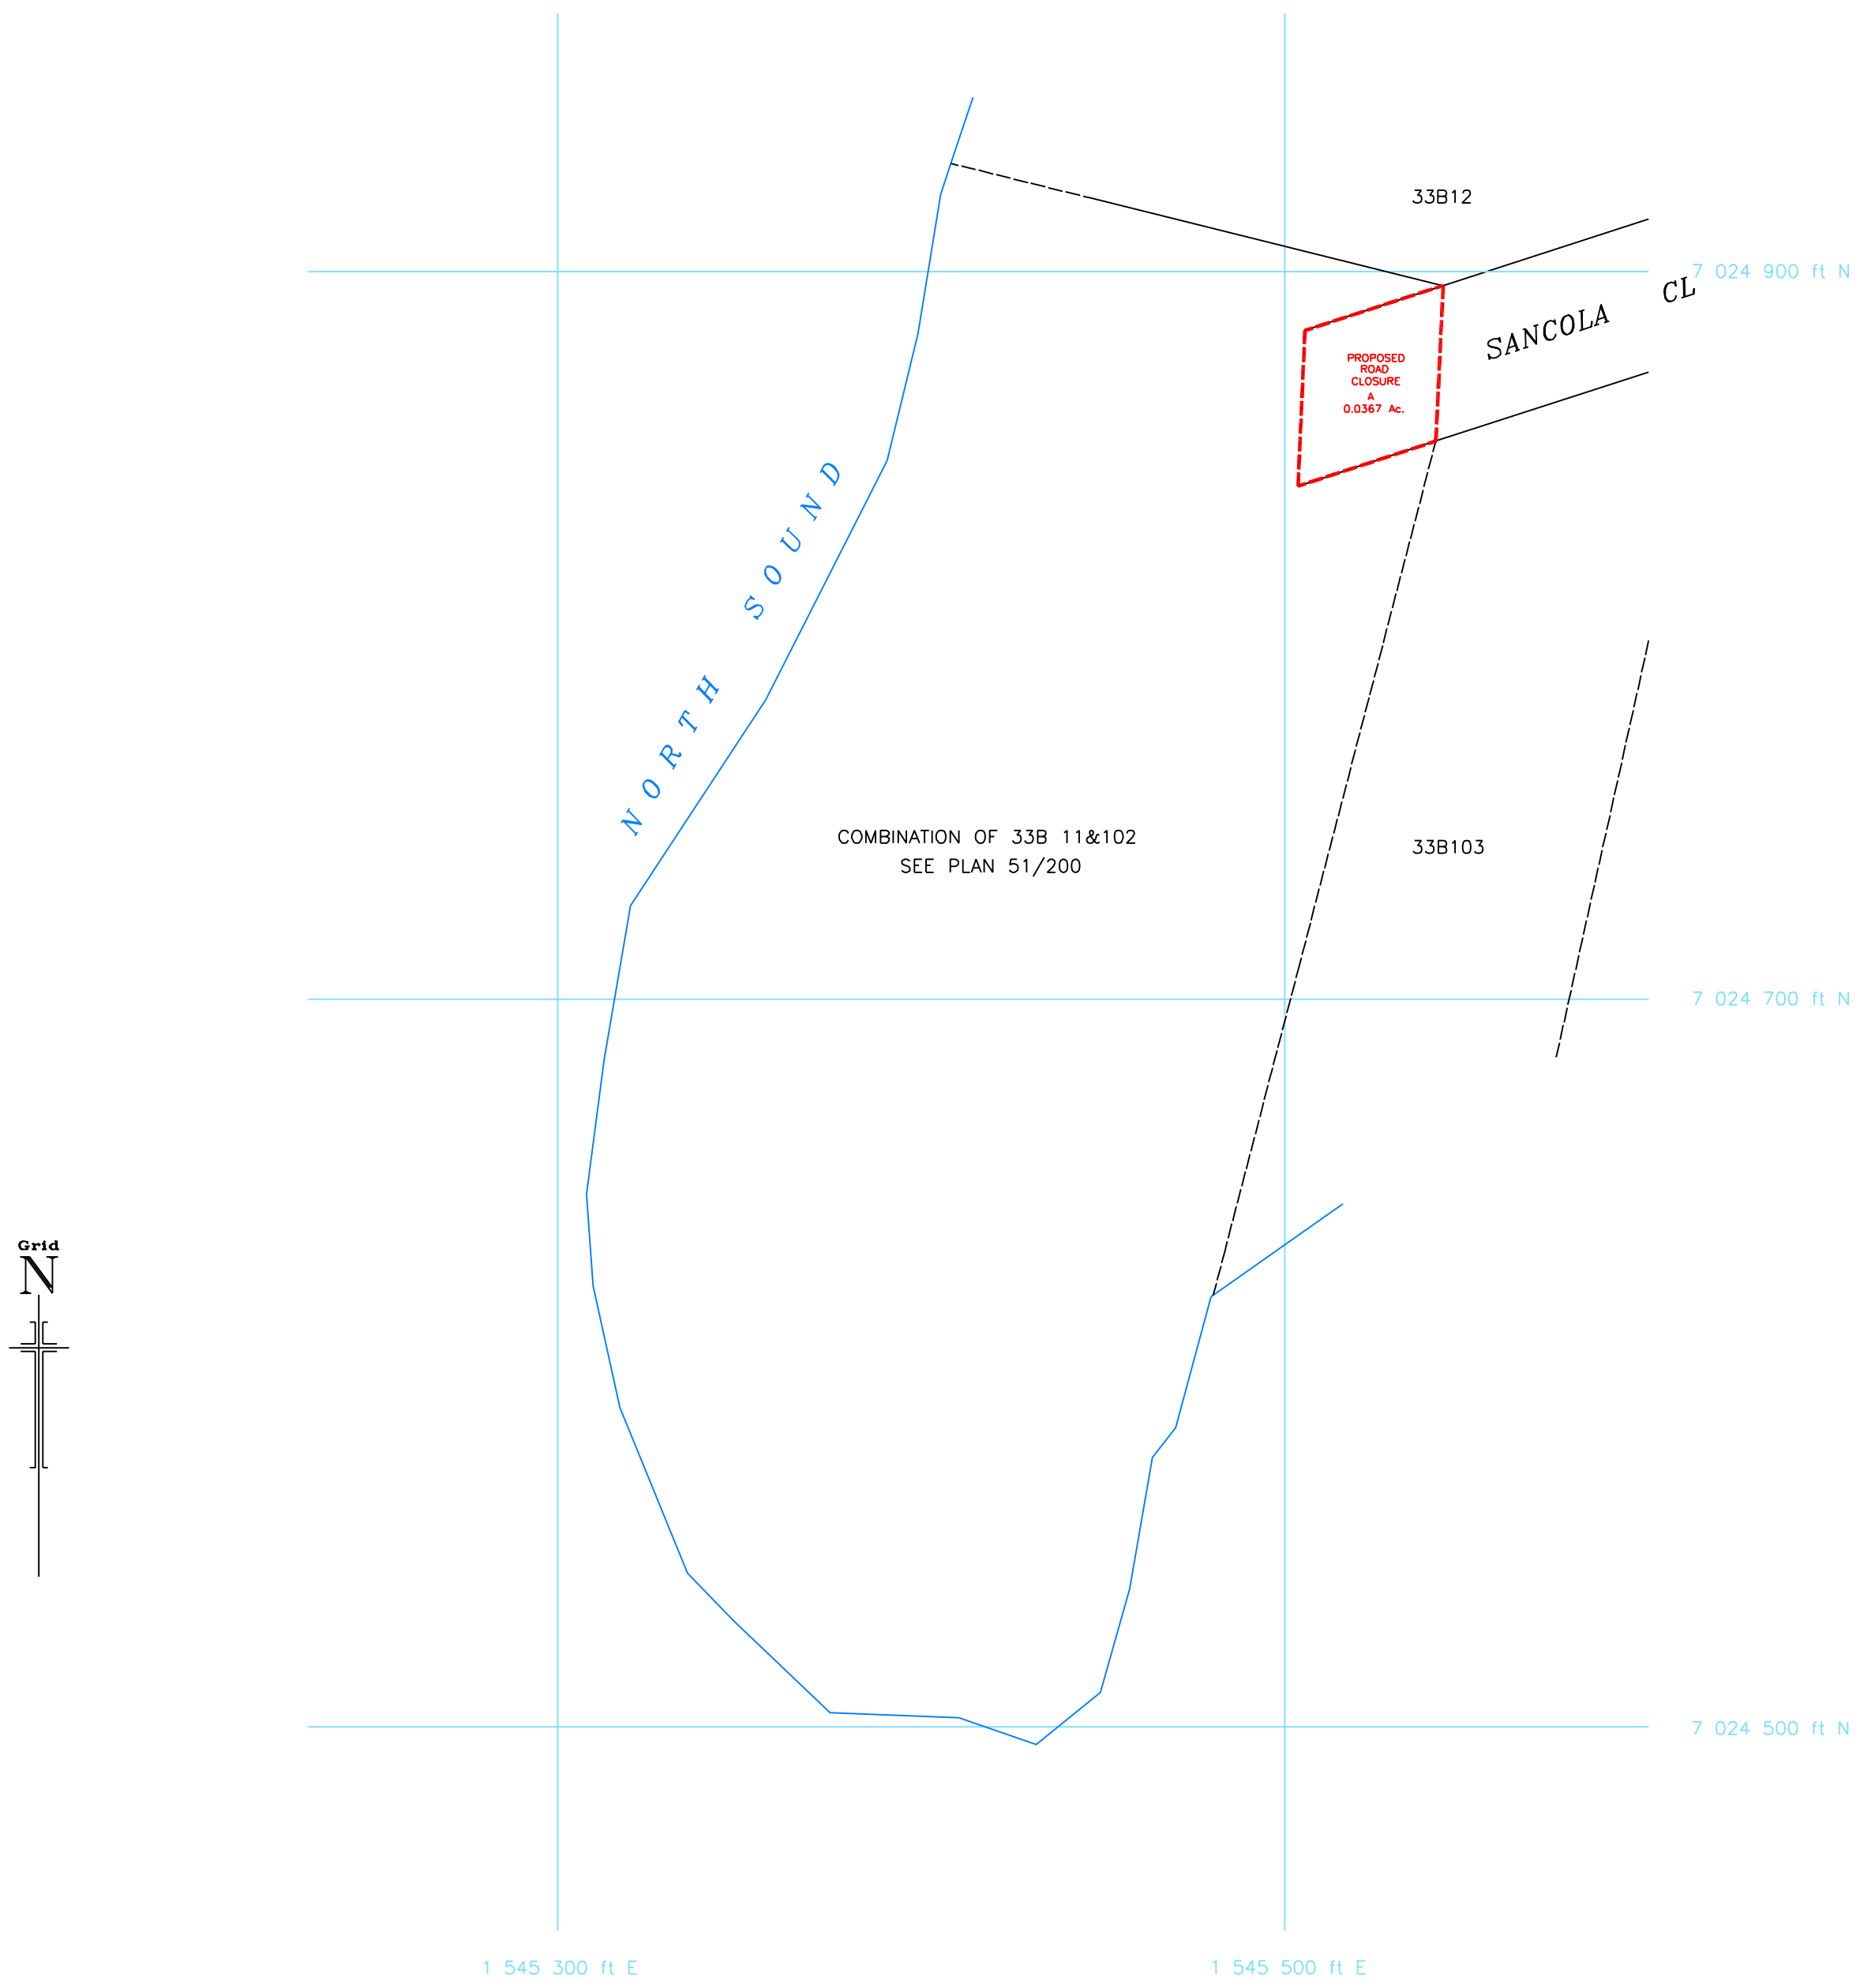 33B12
7 024 900 ft N
SANCOLA CL
PROPOSED
ROAD
CLOSURE
A
0.0367 Ac.
NORTH SOUND
COMBINATION OF 33B 11&102
SEE PLAN 51/200
33B103
7 024 700 ft N
Grid
N
7 024 500 ft N
1 545 300 ft E
1 545 500 ft E